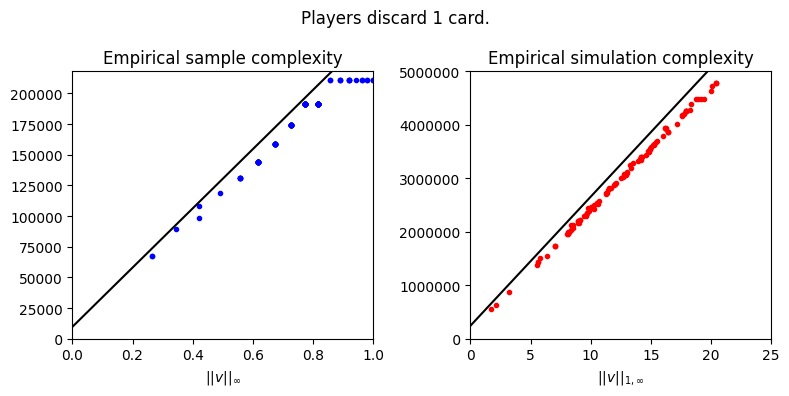 Players discard 1 card.
Empirical sample complexity
200000
175000
150000
125000
100000
75000
50000
25000
0
0.0 0.2 0.4 0.6 0.8 1.0
||v||∞
Empirical simulation complexity
5000000
4000000
3000000
2000000
1000000
0
0 5 10 15 20 25
||v||1,∞